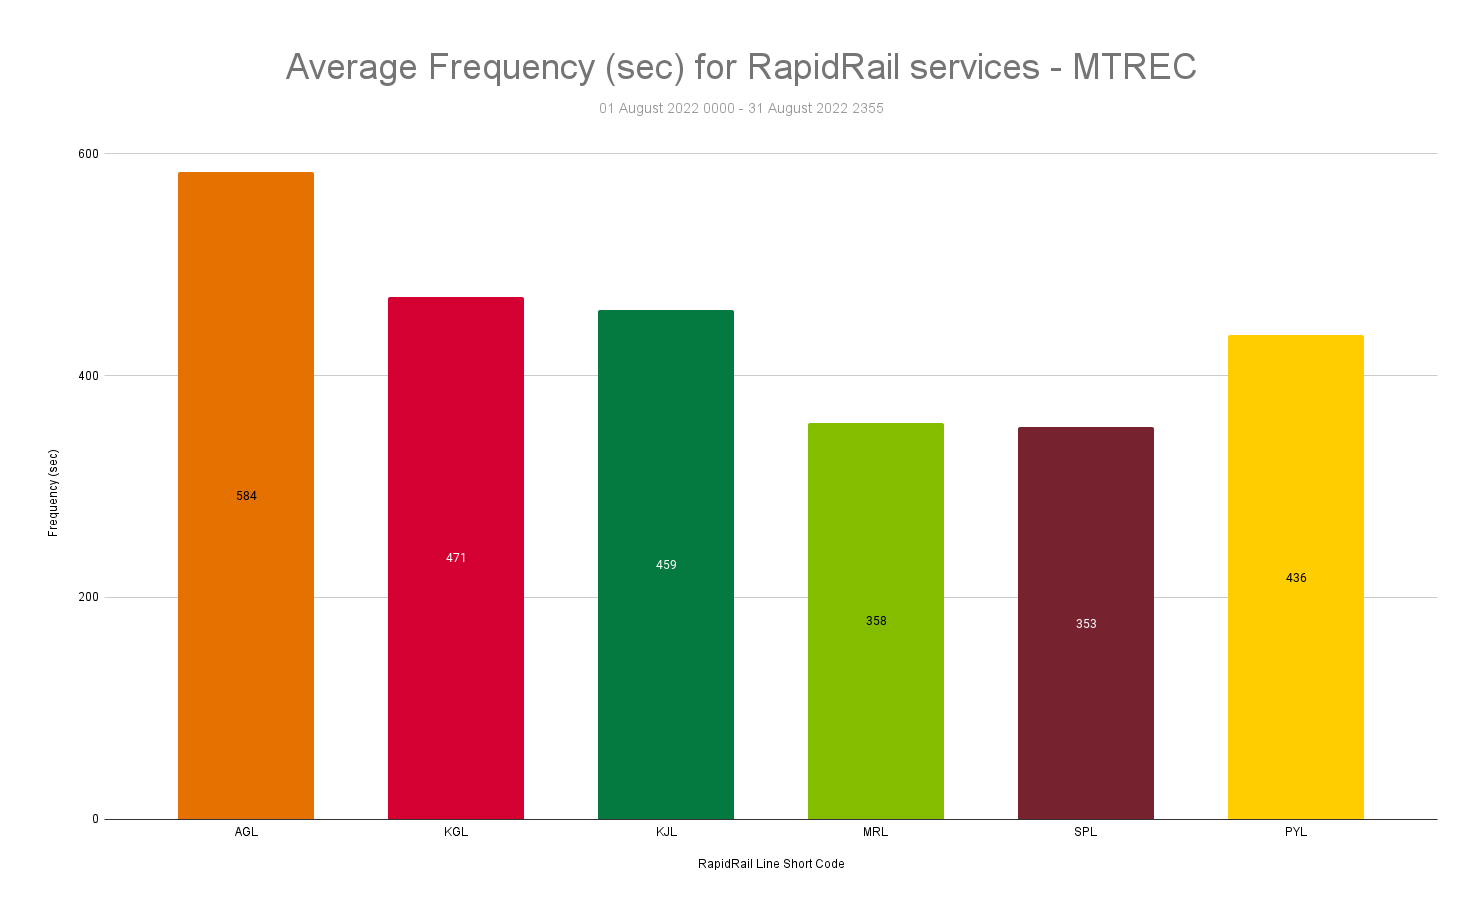 Average Frequency (sec) for RapidRail services - MTREC
01 August 2022 0000 - 31 August 2022 2355
Frequency (sec)
600
400
200
0
584
471
459
358
353
436
AGL
KGL
KJL
MRL
SPL
PYL
RapidRail Line Short Code